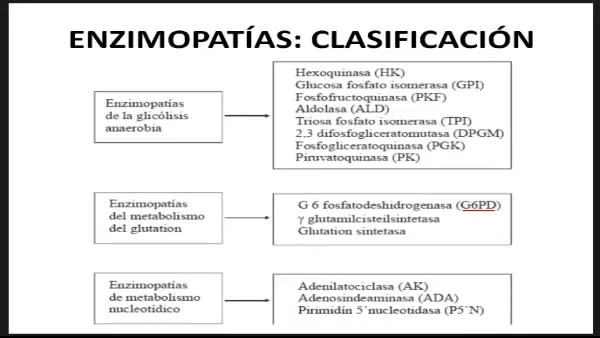 ENZIMOPATÍAS: CLASIFICACIÓN
Enzimopatías
de la glicólisis
anaerobia
Hexoquinasa (HK)
Glucosa fosfato isomerasa (GPI)
Fosfofructoquinasa (PKF)
Aldolasa (ALD)
Triosa fosfato isomerasa (TPI)
2,3 difosfogliceratomutasa (DPGM)
Fosfogliceratoquinasa (PGK)
Piruvatoquinasa (PK)
Enzimopatías
del metabolismo
del glutation
G 6 fosfatodeshidrogenasa (G6PD)
γ glutamilcisteilsintetasa
Glutation sintetasa
Enzimopatías
de metabolismo
nucleotídico
Adenilatociclasa (AK)
Adenosindeaminasa (ADA)
Pirimidín 5`nucleotidasa (P5`N)